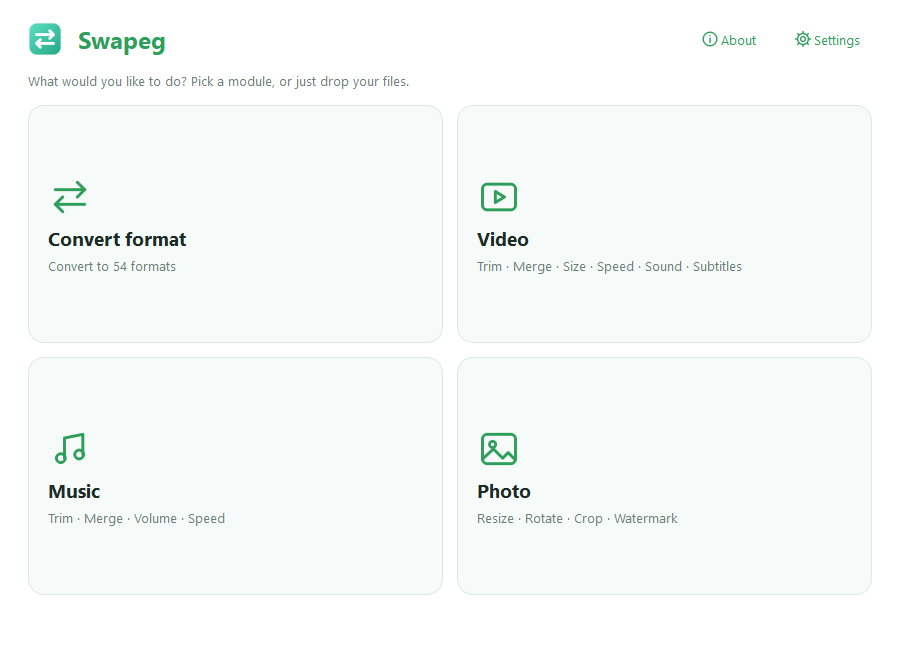 Swapeg
About
Settings
What would you like to do? Pick a module, or just drop your files.
Convert format
Convert to 54 formats
Video
Trim · Merge · Size · Speed · Sound · Subtitles
Music
Trim · Merge · Volume · Speed
Photo
Resize · Rotate · Crop · Watermark